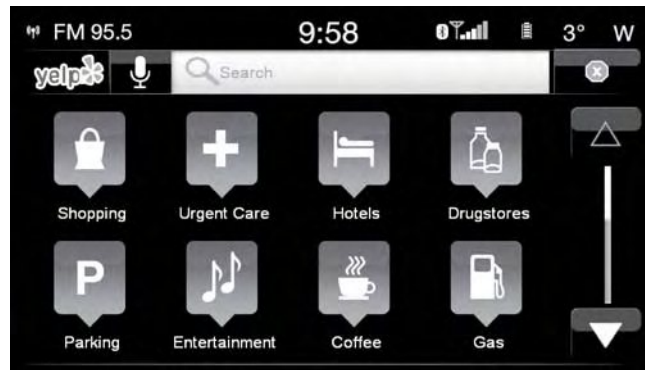 FM 95.5 9:58 3° W
yelp Search
Shopping Urgent Care Hotels Drugstores
P
Parking Entertainment Coffee Gas